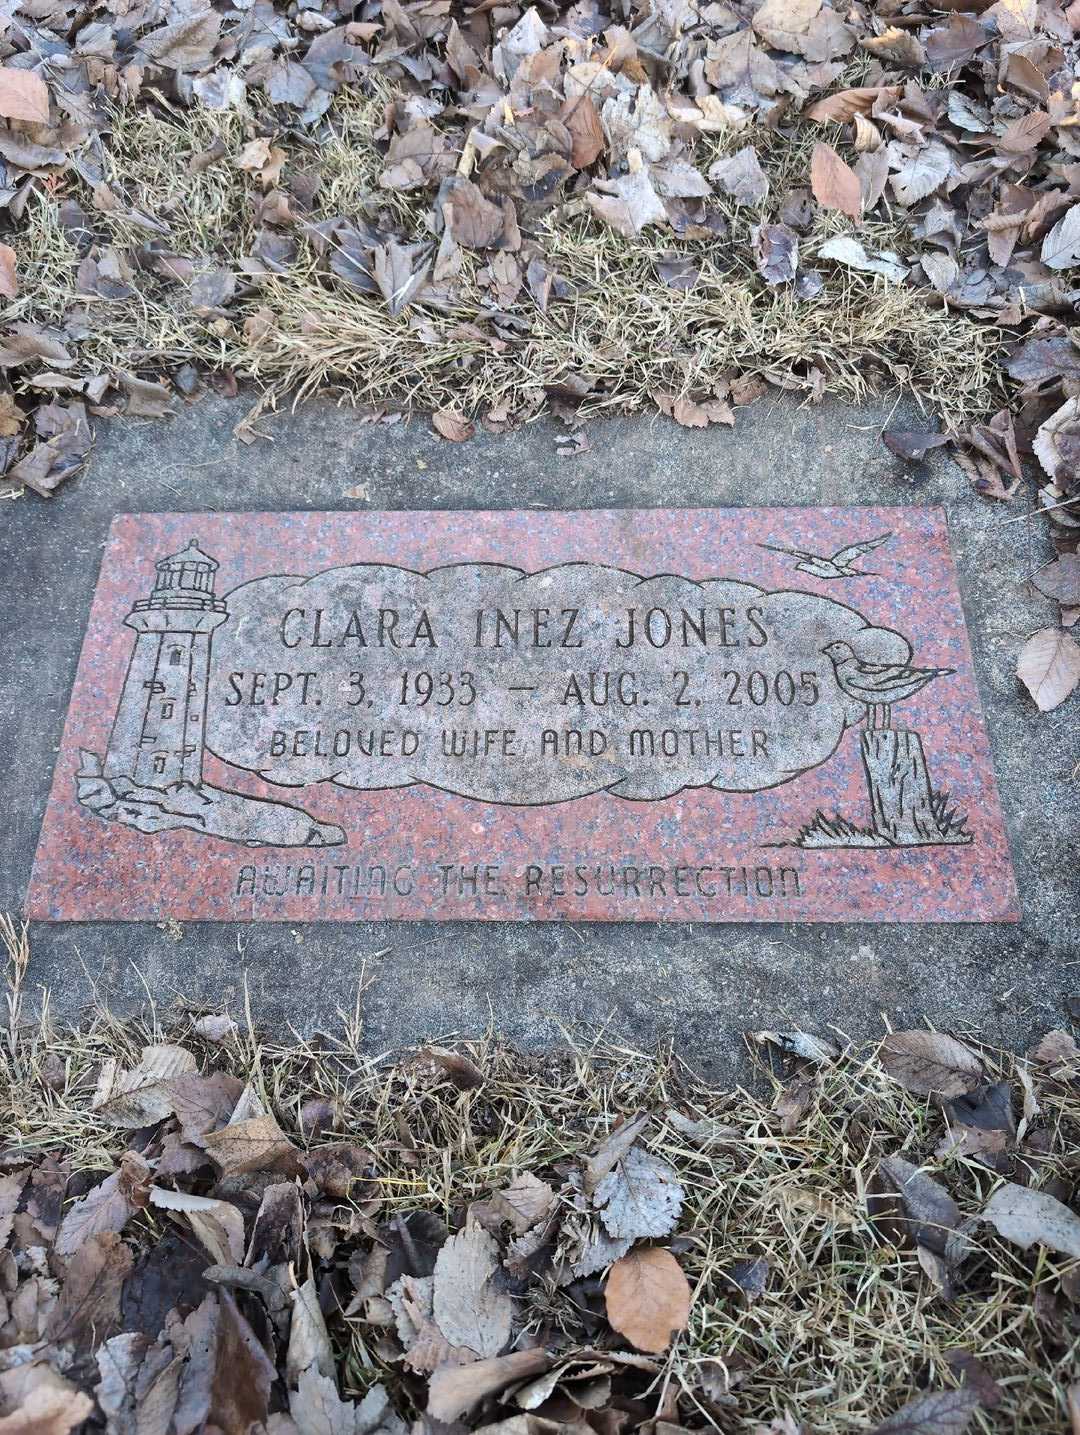 CLARA INEZ JONES
SEPT. 3, 1933 – AUG. 2, 2005
BELOVED WIFE AND MOTHER
AWAITING THE RESURRECTION